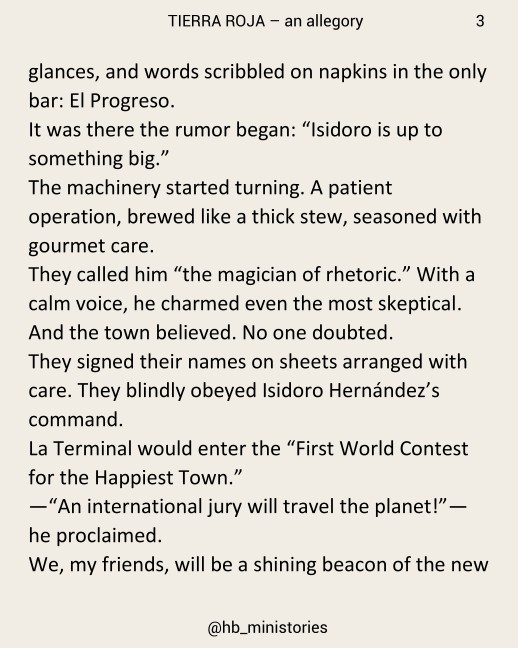 TIERRA ROJA – an allegory 3
glances, and words scribbled on napkins in the only
bar: El Progreso.
It was there the rumor began: “Isidoro is up to
something big.”
The machinery started turning. A patient
operation, brewed like a thick stew, seasoned with
gourmet care.
They called him “the magician of rhetoric.” With a
calm voice, he charmed even the most skeptical.
And the town believed. No one doubted.
They signed their names on sheets arranged with
care. They blindly obeyed Isidoro Hernández’s
command.
La Terminal would enter the “First World Contest
for the Happiest Town.”
—“An international jury will travel the planet!”—
he proclaimed.
We, my friends, will be a shining beacon of the new
@hb_ministories